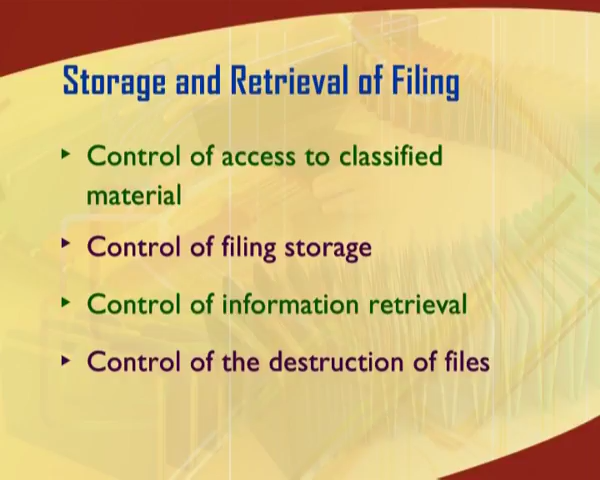 Storage and Retrieval of Filing
Control of access to classified
material
Control of filing storage
Control of information retrieval
Control of the destruction of files